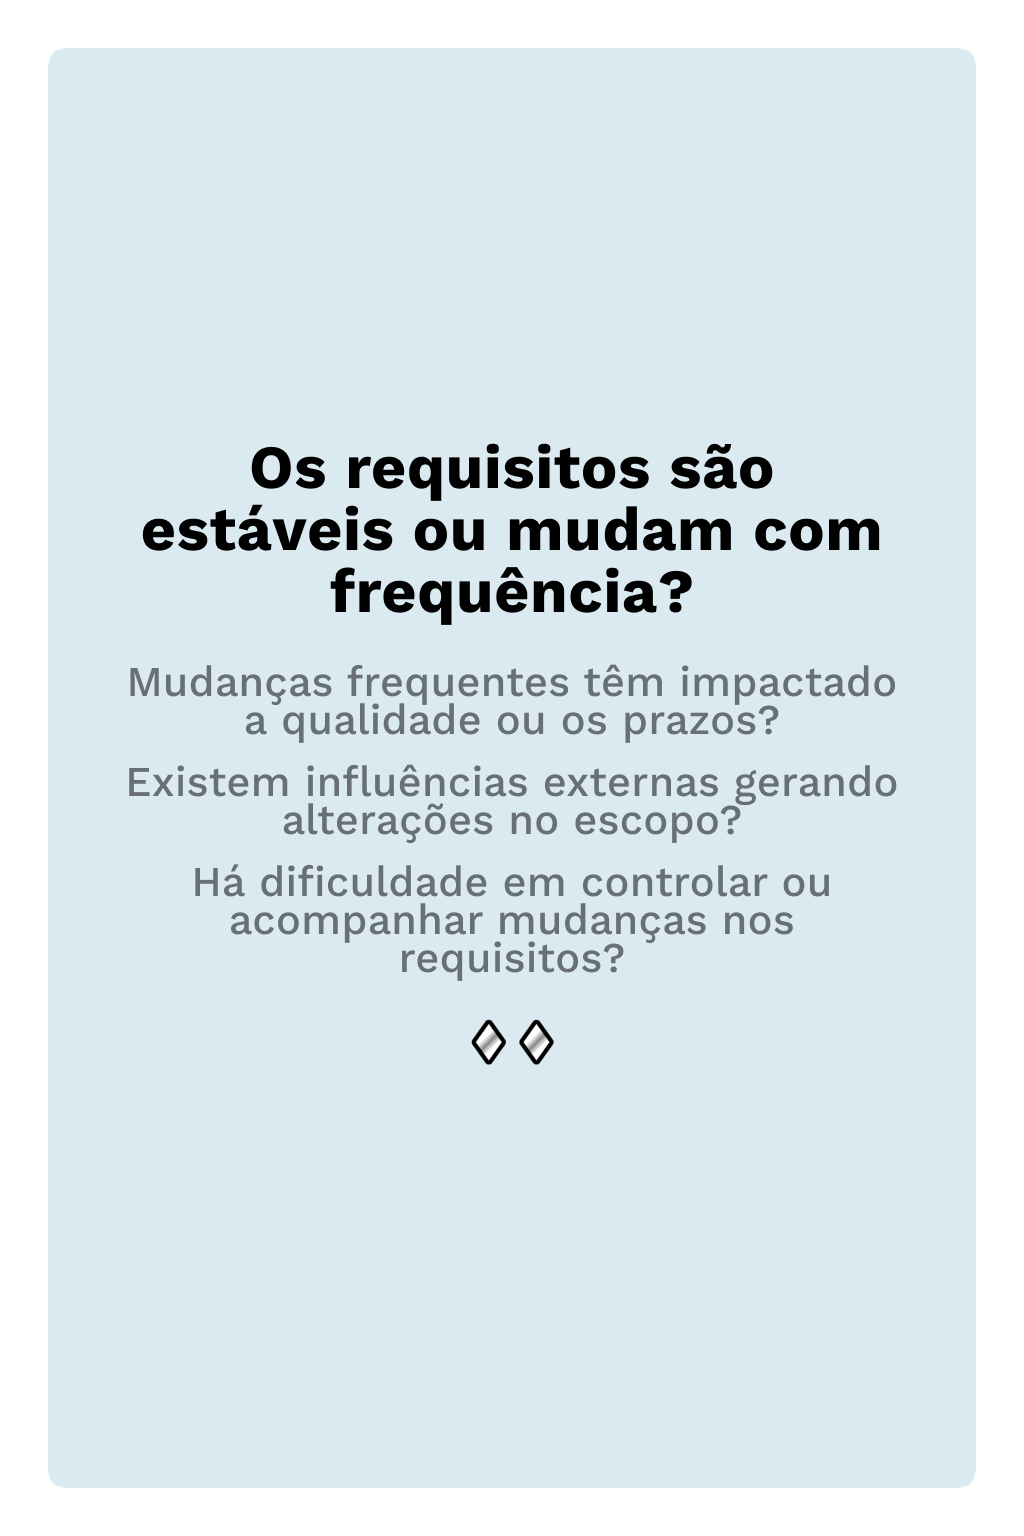 Os requisitos são
estáveis ou mudam com
frequência?
Mudanças frequentes têm impactado
a qualidade ou os prazos?
Existem influências externas gerando
alterações no escopo?
Há dificuldade em controlar ou
acompanhar mudanças nos
requisitos?